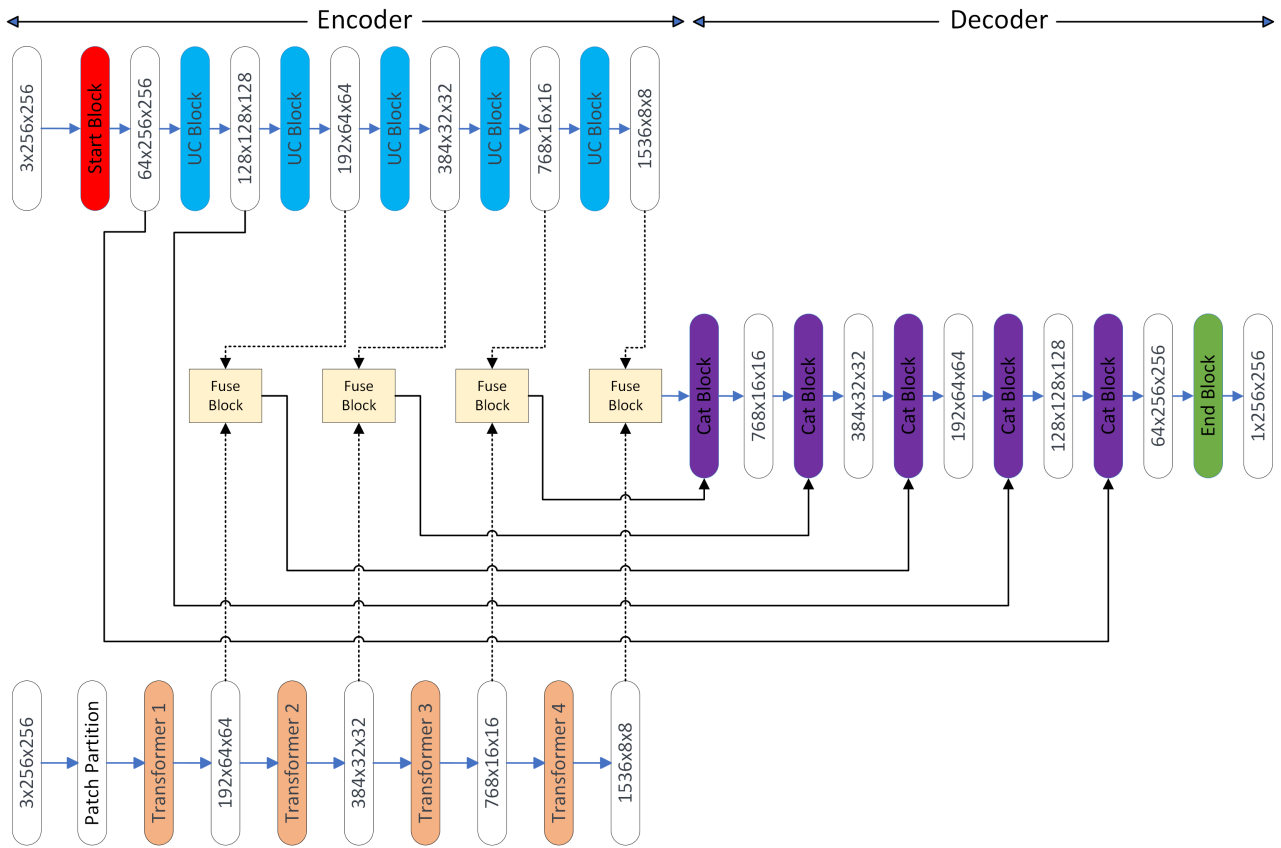 Encoder
Decoder
3x256x256
Start Block
64x256x256
UC Block
128x128x128
UC Block
192x64x64
UC Block
384x32x32
UC Block
768x16x16
UC Block
1536x8x8
Fuse
Block
Fuse
Block
Fuse
Block
Fuse
Block
Cat Block
768x16x16
Cat Block
384x32x32
Cat Block
192x64x64
Cat Block
128x128x128
Cat Block
64x256x256
End Block
1x256x256
3x256x256
Patch Partition
Transformer 1
192x64x64
Transformer 2
384x32x32
Transformer 3
768x16x16
Transformer 4
1536x8x8